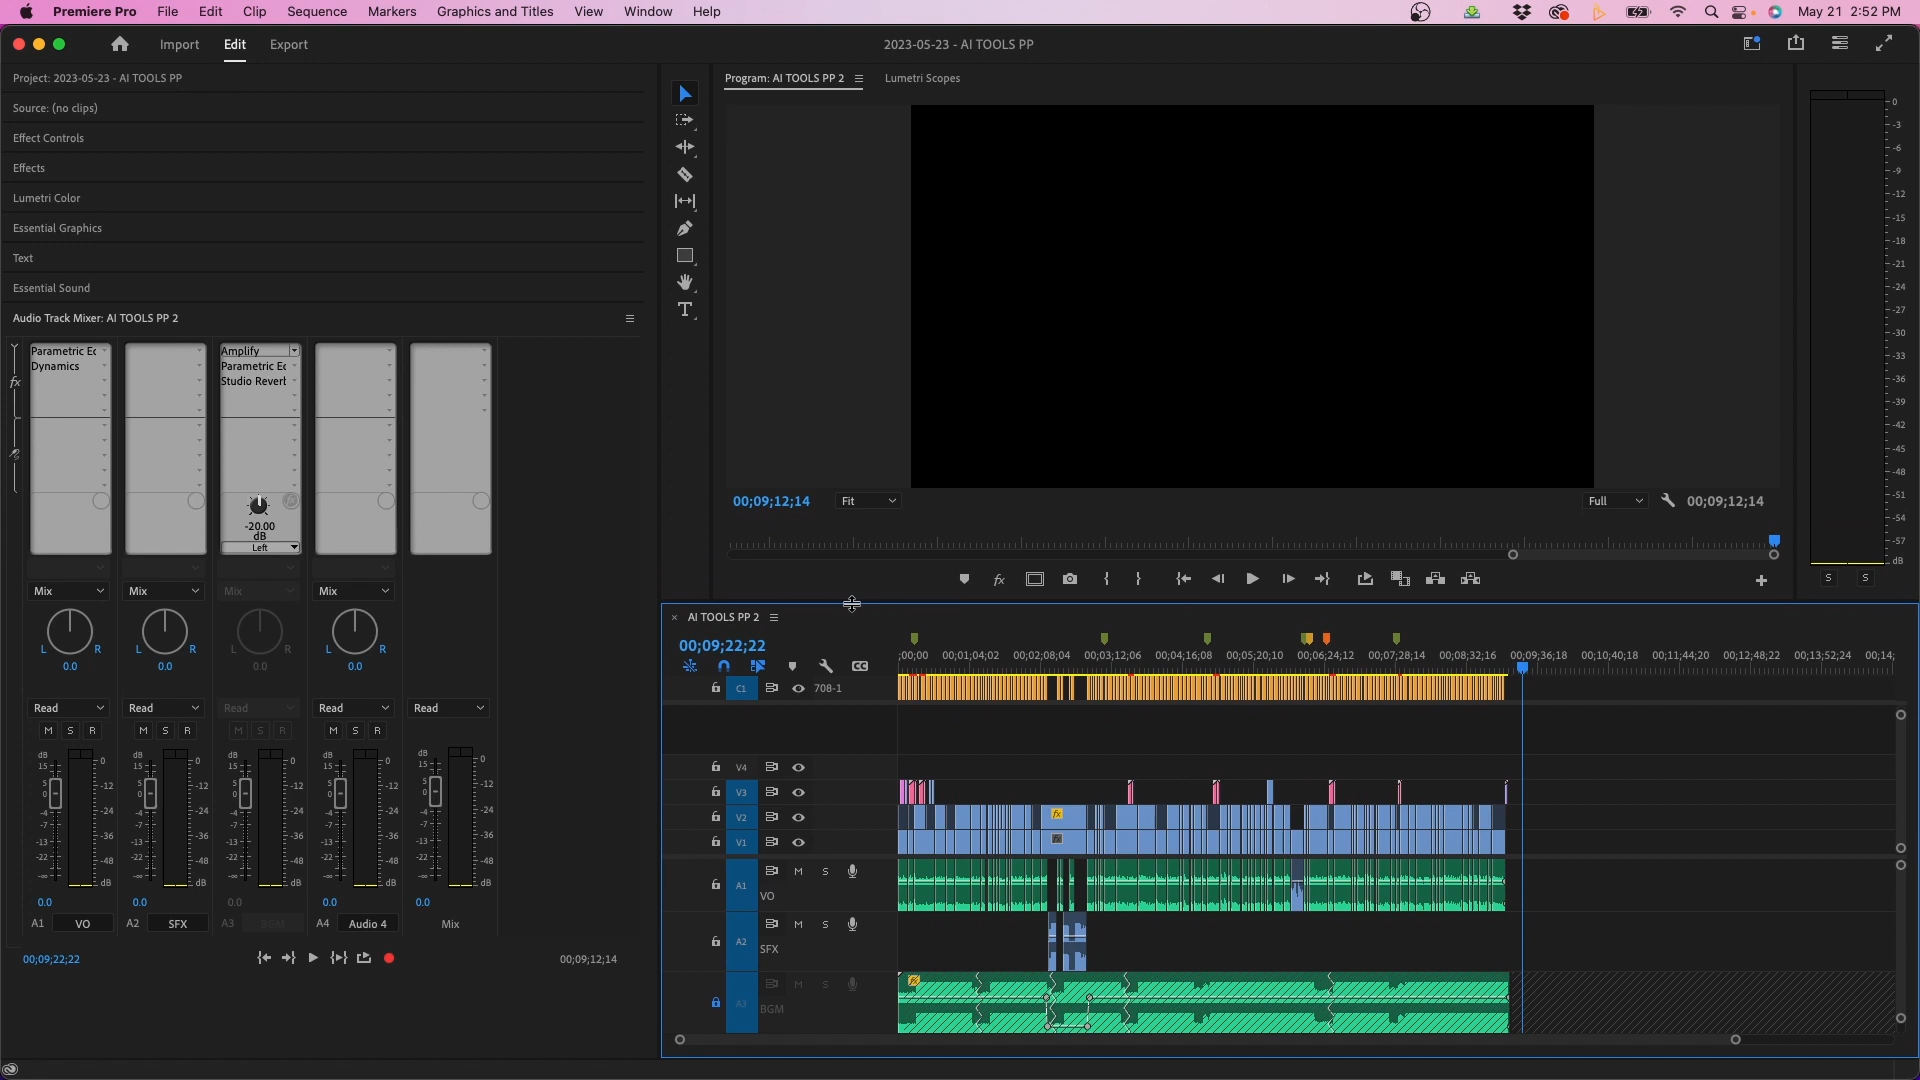 Premiere Pro File Edit Clip Sequence Markers Graphics and Titles View Window Help May 21 2:52 PM
Import Edit Export 2023-05-23 - AI TOOLS PP
Project: 2023-05-23 - AI TOOLS PP
Source: (no clips)
Effect Controls
Effects
Lumetri Color
Essential Graphics
Text
Essential Sound
Audio Track Mixer: AI TOOLS PP 2
Parametric Ec
Dynamics
Amplify
Parametric Ec
Studio Reverb
-20.00
dB
Left
Mix Mix Mix Mix
L R L R L R L R
0.0 0.0 0.0 0.0
Read Read Read Read Read
M S R M S R M S R M S R
dB 15 5 0 -4 -7 -13 -22 -∞ 0 -12 -36 -48 dB
dB 15 5 0 -4 -7 -13 -22 -∞ 0 -12 -36 -48 dB
dB 15 5 0 -4 -7 -13 -22 -∞ 0 -12 -36 -48 dB
dB 15 5 0 -4 -7 -13 -22 -∞ 0 -12 -36 -48 dB
dB 15 5 0 -4 -7 -13 -22 -∞ 0 -12 -36 -48 dB
0.0 0.0 0.0 0.0 0.0
A1 VO A2 SFX A3 BGM A4 Audio 4 Mix
00;09;22;22 00;09;12;14
Program: AI TOOLS PP 2 Lumetri Scopes
00;09;12;14 Fit Full 00;09;12;14
0
-3
-6
-9
-12
-15
-18
-21
-24
-27
-30
-33
-36
-39
-42
-45
-48
-51
-54
-57
dB
S S
AI TOOLS PP 2
00;09;22;22
;00;00 00;01;04;02 00;02;08;04 00;03;12;06 00;04;16;08 00;05;20;10 00;06;24;12 00;07;28;14 00;08;32;16 00;09;36;18 00;10;40;18 00;11;44;20 00;12;48;22 00;13;52;24 00;14;
CC
C1 708-1
V4
V3
V2 fx
V1 fx
A1 M S
VO
A2 M S
SFX
A3 M S
BGM